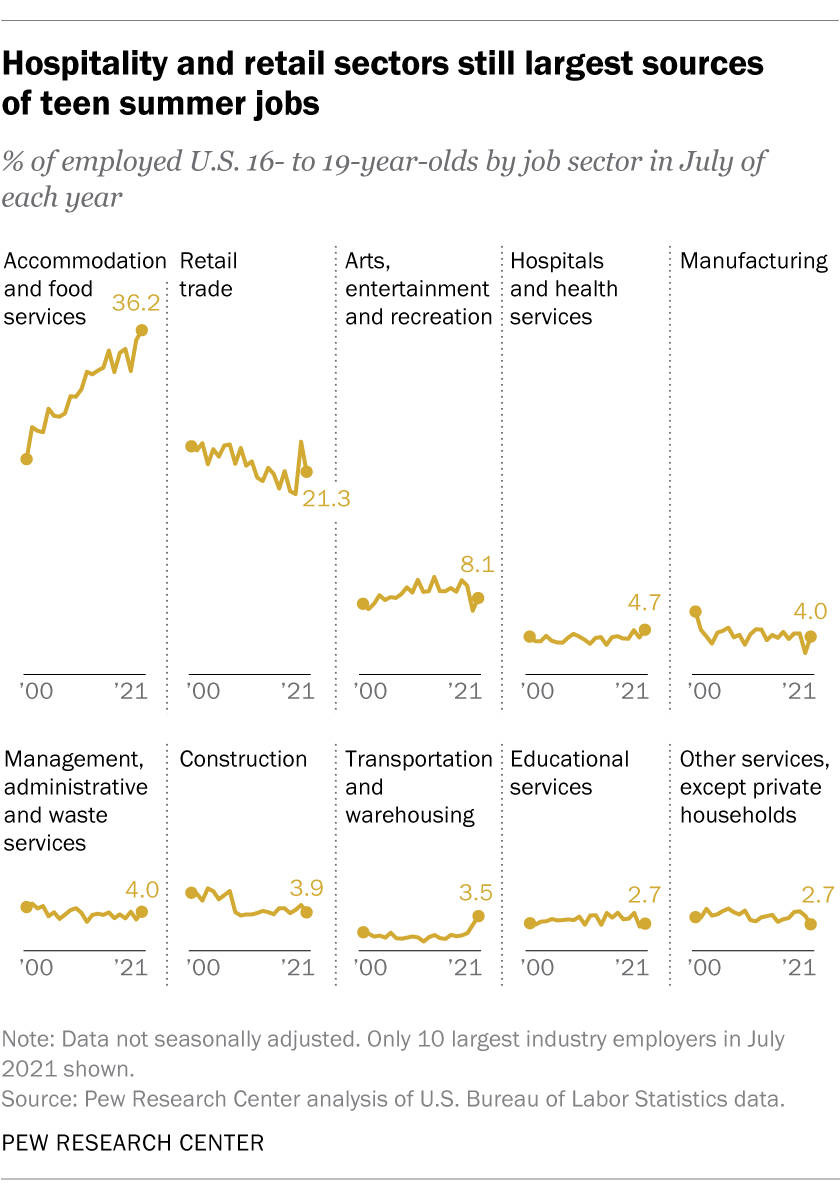 Hospitality and retail sectors still largest sources
of teen summer jobs
% of employed U.S. 16- to 19-year-olds by job sector in July of
each year
Accommodation
and food
services
36.2
’00
’21
Retail
trade
21.3
’00
’21
Arts,
entertainment
and recreation
8.1
’00
’21
Hospitals
and health
services
4.7
’00
’21
Manufacturing
4.0
’00
’21
Management,
administrative
and waste
services
4.0
’00
’21
Construction
3.9
’00
’21
Transportation
and
warehousing
3.5
’00
’21
Educational
services
2.7
’00
’21
Other services,
except private
households
2.7
’00
’21
Note: Data not seasonally adjusted. Only 10 largest industry employers in July
2021 shown.
Source: Pew Research Center analysis of U.S. Bureau of Labor Statistics data.
PEW RESEARCH CENTER